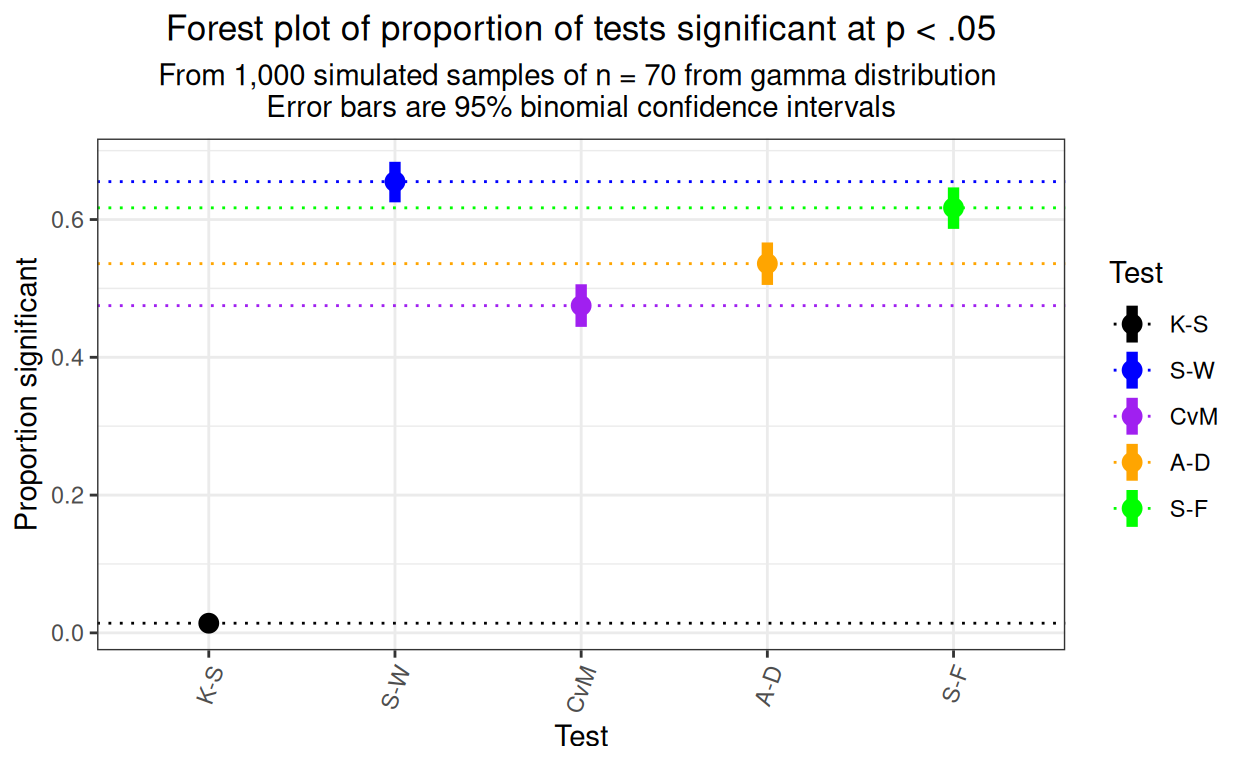 Forest plot of proportion of tests significant at p < .05
From 1,000 simulated samples of n = 70 from gamma distribution
Error bars are 95% binomial confidence intervals
Proportion significant
0.6
0.4
0.2
0.0
K-S
S-W
CvM
A-D
S-F
Test
Test
K-S
S-W
CvM
A-D
S-F